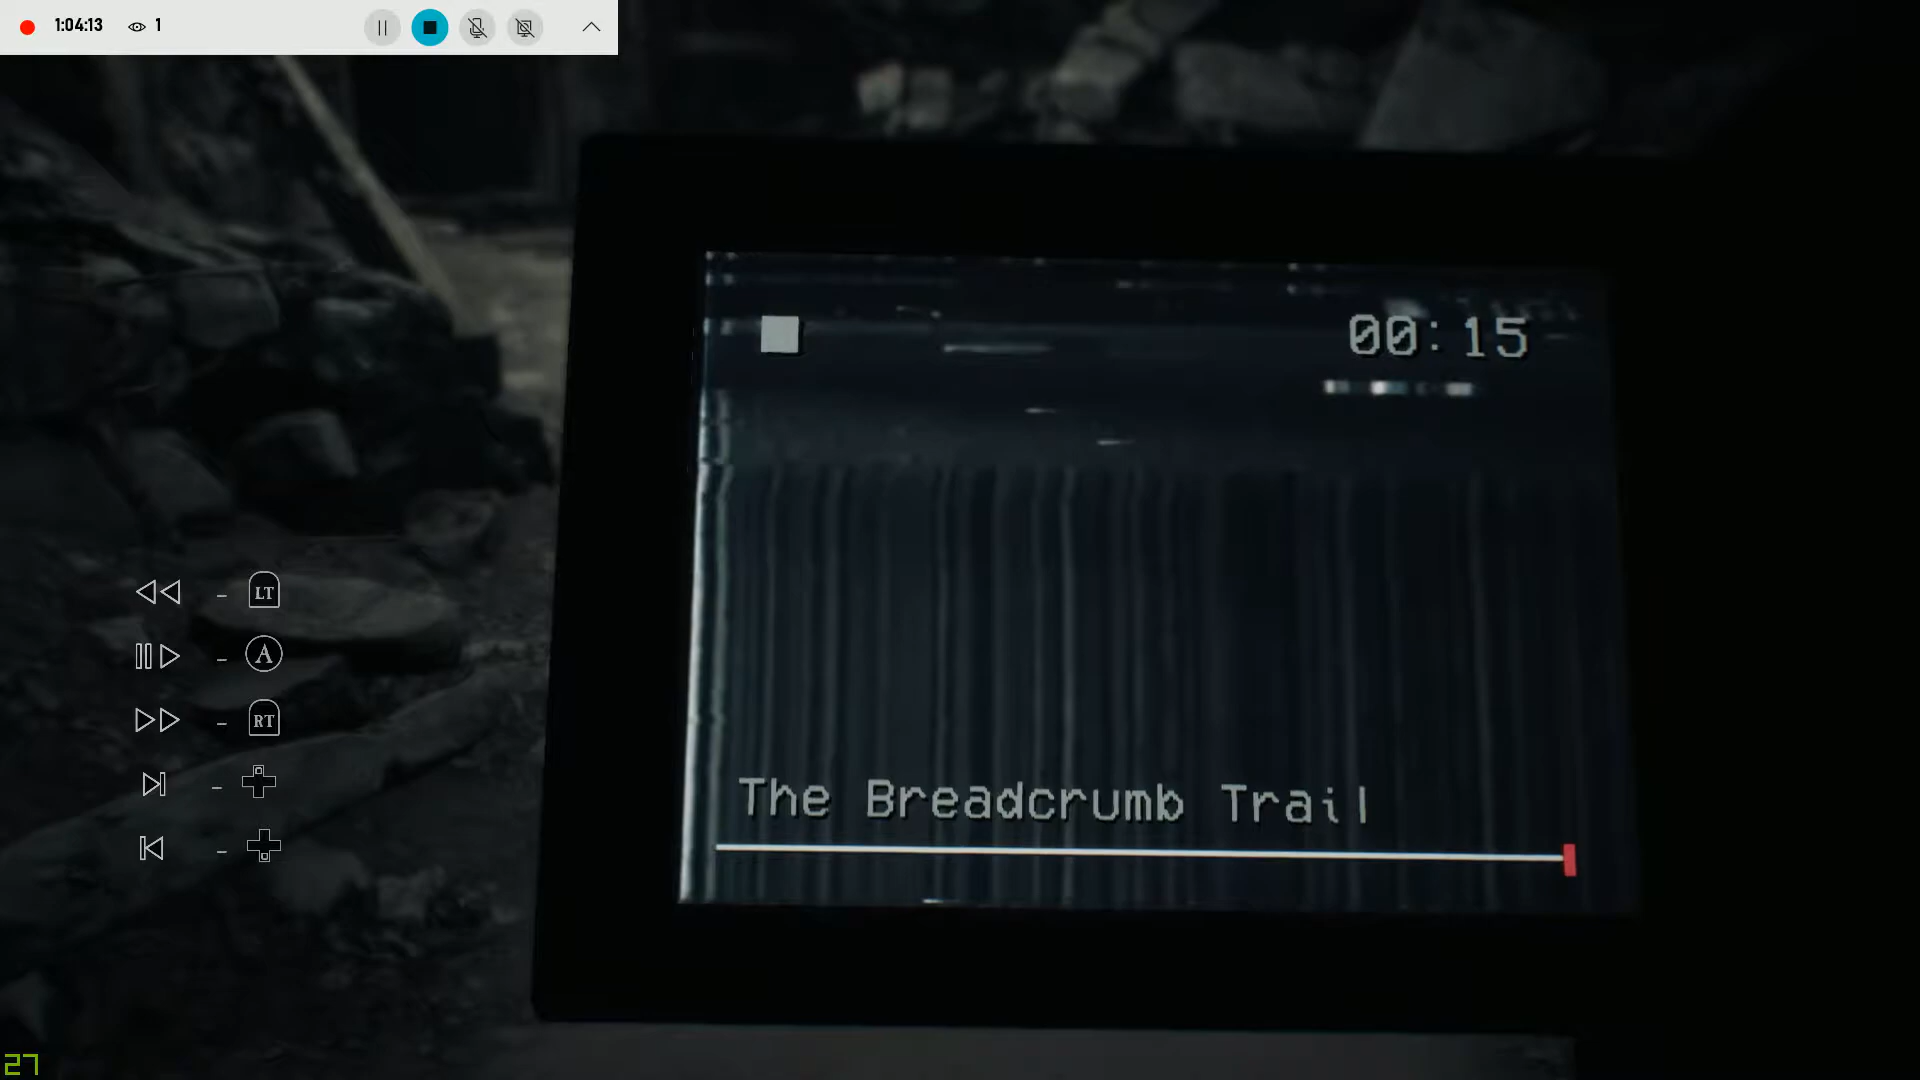 1:04:13 1
00:15
- LT
- A
- RT
-
-
The Breadcrumb Trail
27